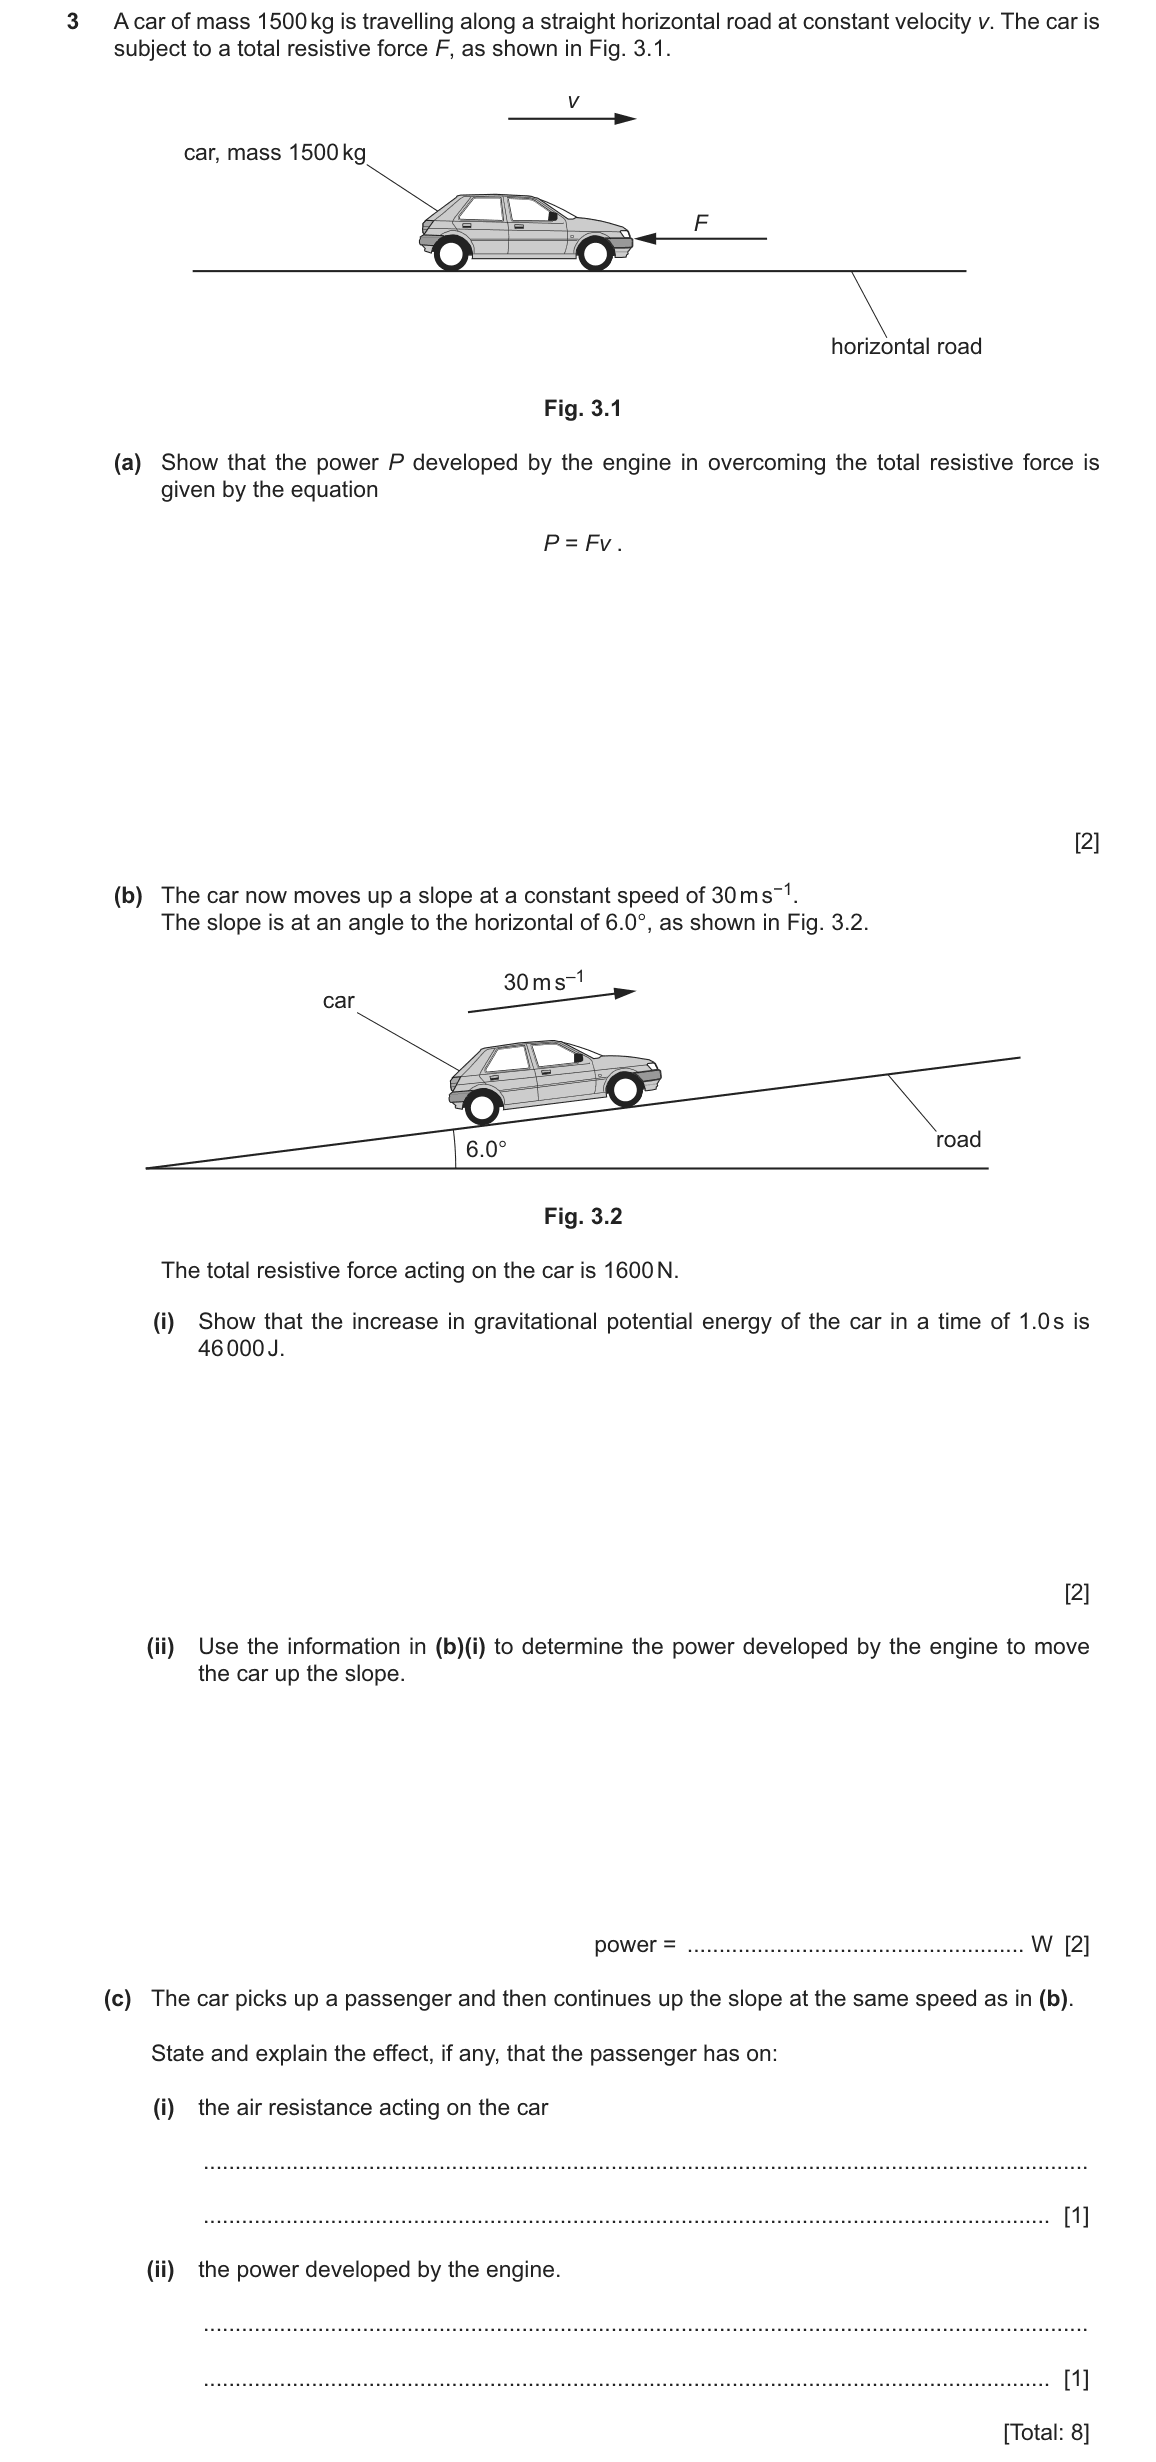 3 A car of mass 1500 kg is travelling along a straight horizontal road at constant velocity v. The car is
subject to a total resistive force F, as shown in Fig. 3.1.
v
car, mass 1500 kg
F
horizontal road
Fig. 3.1
(a) Show that the power P developed by the engine in overcoming the total resistive force is
given by the equation
P = Fv .
[2]
(b) The car now moves up a slope at a constant speed of 30 m s⁻¹.
The slope is at an angle to the horizontal of 6.0°, as shown in Fig. 3.2.
30 m s⁻¹
car
road
6.0°
Fig. 3.2
The total resistive force acting on the car is 1600 N.
(i) Show that the increase in gravitational potential energy of the car in a time of 1.0 s is
46 000 J.
[2]
(ii) Use the information in (b)(i) to determine the power developed by the engine to move
the car up the slope.
power = ...................................................... W [2]
(c) The car picks up a passenger and then continues up the slope at the same speed as in (b).
State and explain the effect, if any, that the passenger has on:
(i) the air resistance acting on the car
..........................................................................................................................................
.................................................................................................................................... [1]
(ii) the power developed by the engine.
..........................................................................................................................................
.................................................................................................................................... [1]
[Total: 8]